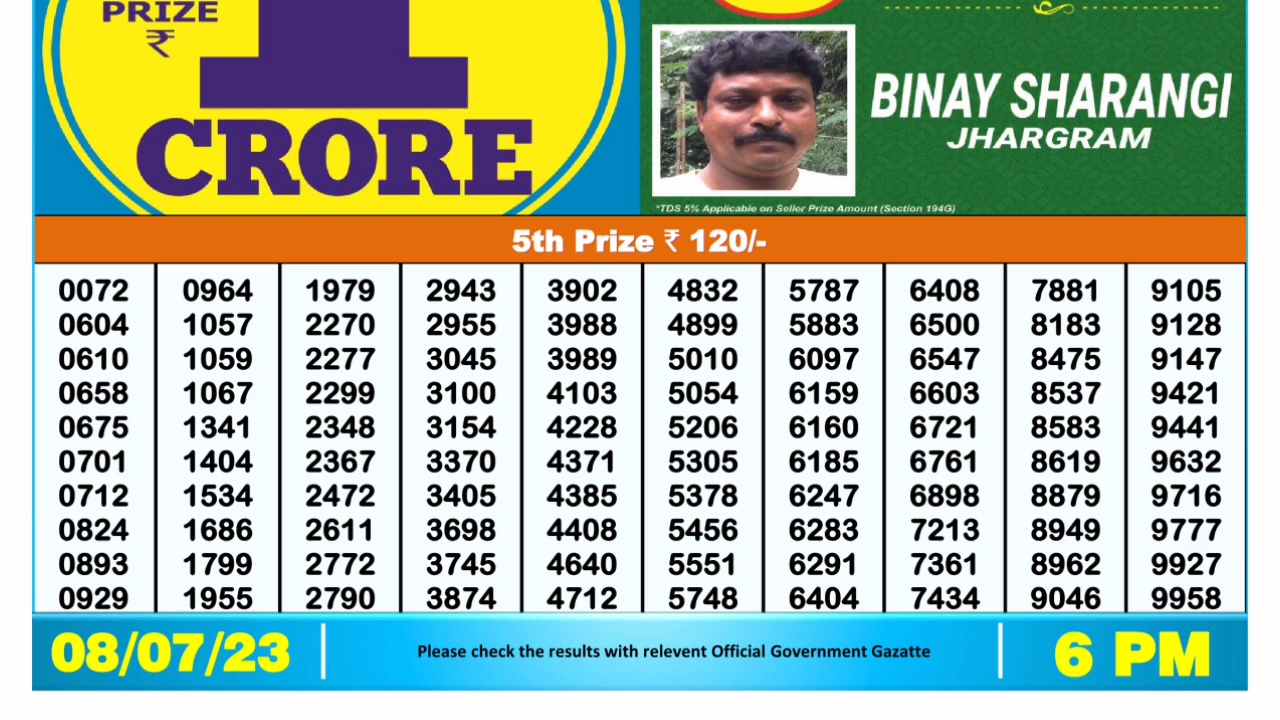 PRIZE
₹
1
CRORE
BINAY SHARANGI
JHARGRAM
*TDS 5% Applicable on Seller Prize Amount (Section 194G)
5th Prize ₹ 120/-
0072 0964 1979 2943 3902 4832 5787 6408 7881 9105
0604 1057 2270 2955 3988 4899 5883 6500 8183 9128
0610 1059 2277 3045 3989 5010 6097 6547 8475 9147
0658 1067 2299 3100 4103 5054 6159 6603 8537 9421
0675 1341 2348 3154 4228 5206 6160 6721 8583 9441
0701 1404 2367 3370 4371 5305 6185 6761 8619 9632
0712 1534 2472 3405 4385 5378 6247 6898 8879 9716
0824 1686 2611 3698 4408 5456 6283 7213 8949 9777
0893 1799 2772 3745 4640 5551 6291 7361 8962 9927
0929 1955 2790 3874 4712 5748 6404 7434 9046 9958
08/07/23
Please check the results with relevent Official Government Gazatte
6 PM